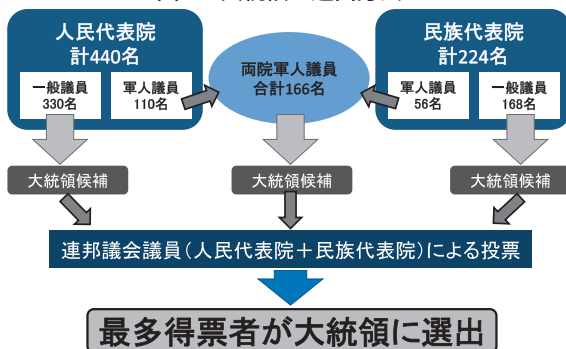 人民代表院
計440名
一般議員
330名
軍人議員
110名
両院軍人議員
合計166名
民族代表院
計224名
軍人議員
56名
一般議員
168名
大統領候補
大統領候補
大統領候補
連邦議会議員(人民代表院+民族代表院)による投票
最多得票者が大統領に選出